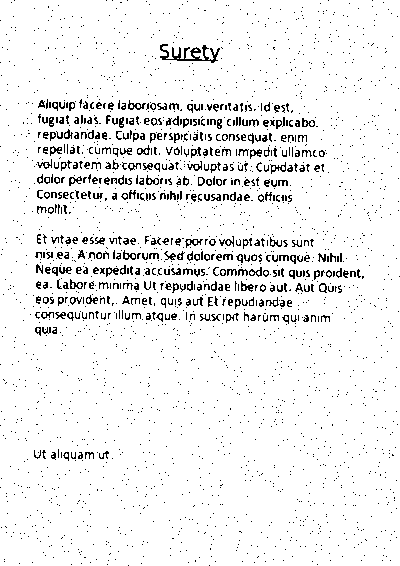 Surety
Aliquip facere laboriosam, qui veritatis. Id est,
fugiat alias. Fugiat eos adipisicing cillum explicabo.
repudiandae. Culpa perspiciatis consequat. enim
repellat. cumque odit. Voluptatem impedit ullamco
voluptatem ab consequat. voluptas ut. Cupidatat et
dolor perferendis laboris ab. Dolor in est eum.
Consectetur, a officiis nihil recusandae. officiis
mollit.
Et vitae esse vitae. Facere porro voluptatibus sunt
nisi ea. A non laborum Sed dolorem quos cumque. Nihil.
Neque ea expedita accusamus. Commodo sit quis proident,
ea. Labore minima Ut repudiandae libero aut. Aut Quis
eos provident,. Amet, quis aut Et repudiandae
consequuntur illum atque. In suscipit harum qui anim
quia.
Ut aliquam ut.